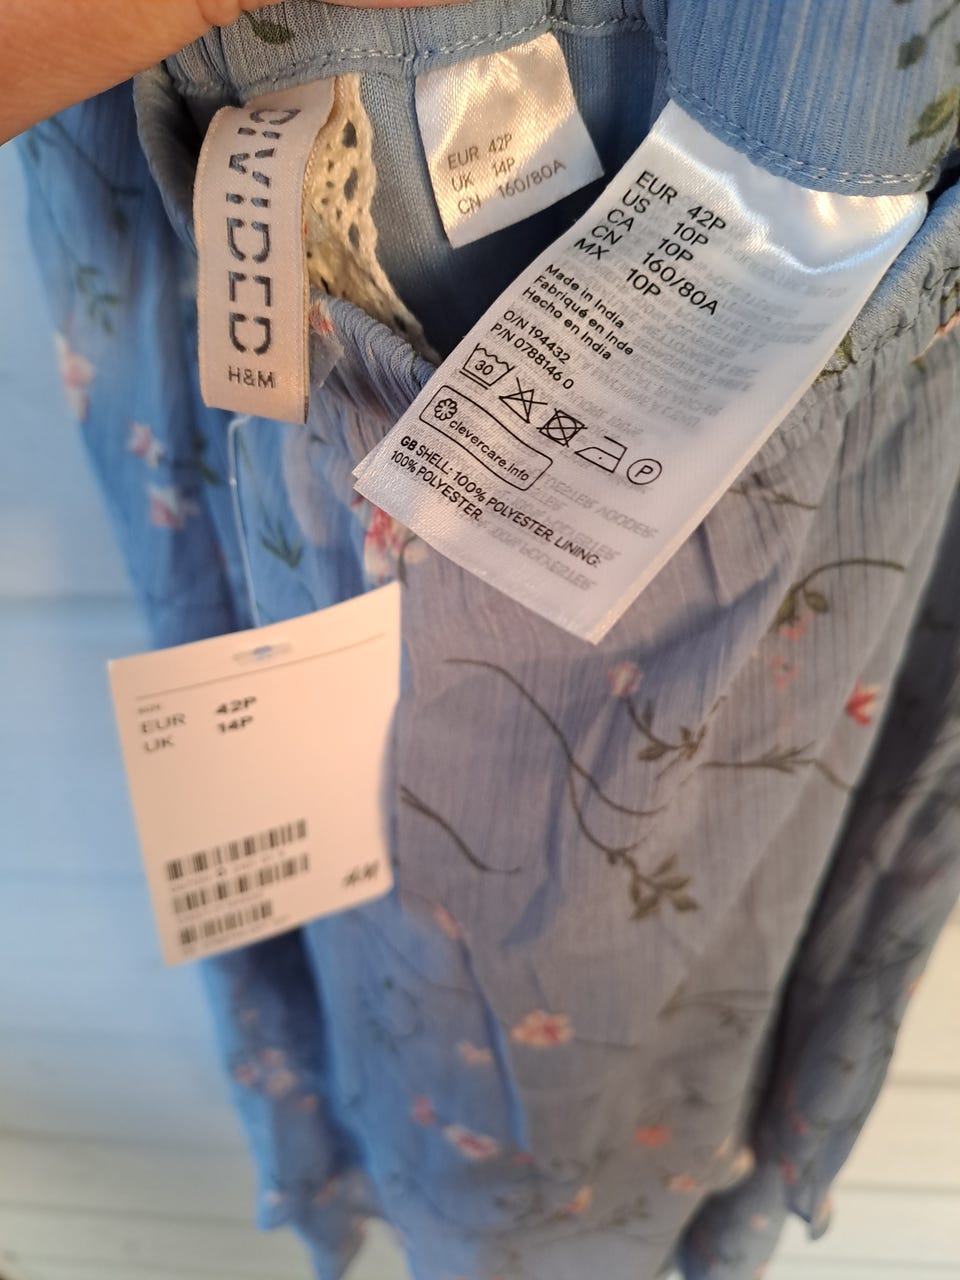 DIVIDED
H&M
EUR 42P
UK 14P
CN 160/80A
EUR 42P
US 10P
CA 10P
CN 160/80A
MX 10P
Made in India
Fabriqué en Inde
Hecho en India
O/N 194432
P/N 0788146 0
30
P
clevercare.info
GB SHELL: 100% POLYESTER. LINING:
100% POLYESTER.
SIZE
EUR 42P
UK 14P
H&M